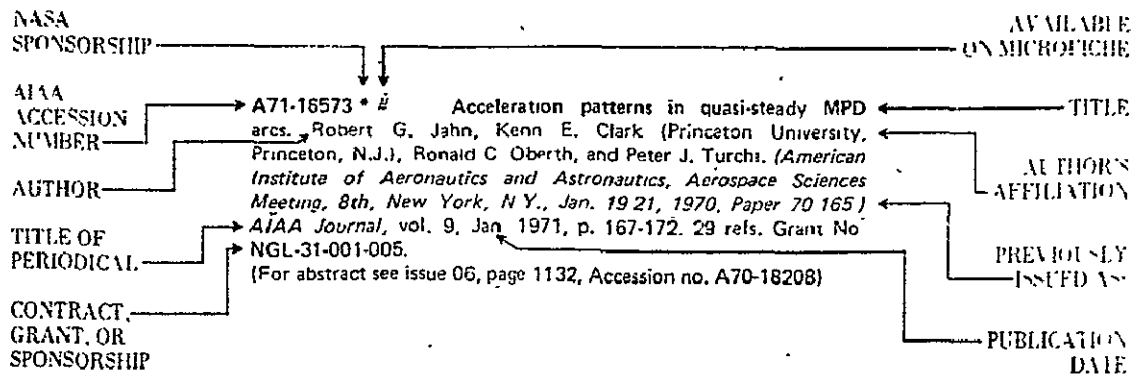 NASA
SPONSORSHIP
AIAA
ACCESSION
NUMBER
AUTHOR
TITLE OF
PERIODICAL
CONTRACT,
GRANT, OR
SPONSORSHIP
A71-16573 * # Acceleration patterns in quasi-steady MPD
arcs. Robert G. Jahn, Kenn E. Clark (Princeton University,
Princeton, N.J.), Ronald C Oberth, and Peter J. Turchi. (American
Institute of Aeronautics and Astronautics, Aerospace Sciences
Meeting, 8th, New York, N Y., Jan. 19 21, 1970, Paper 70 165)
AIAA Journal, vol. 9, Jan 1971, p. 167-172. 29 refs. Grant No
NGL-31-001-005.
(For abstract see issue 06, page 1132, Accession no. A70-18208)
AVAILABLE
ON MICROFICHE
TITLE
AUTHOR'S
AFFILIATION
PREVIOUSLY
ISSUED AS
PUBLICATION
DATE